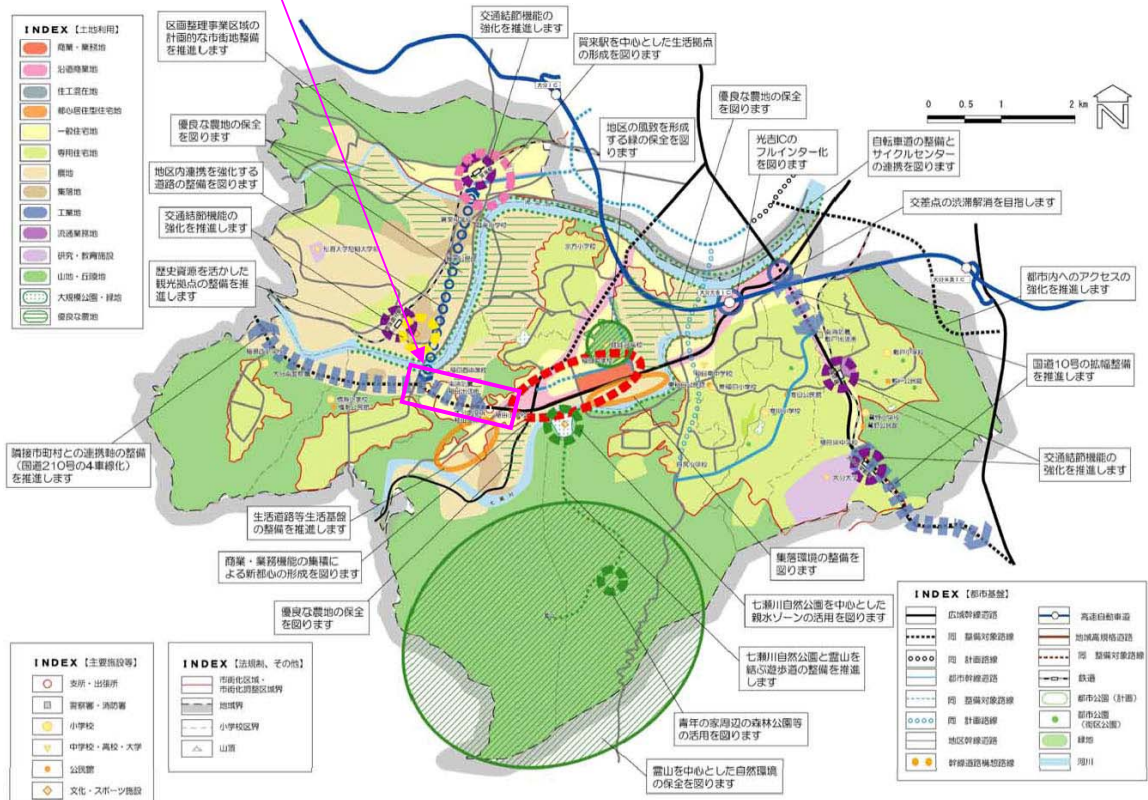 INDEX【土地利用】
商業・業務地
沿道商業地
住工混在地
都心居住型住宅地
一般住宅地
専用住宅地
農地
集落地
工業地
流通業務地
研究・教育施設
山地・丘陵地
大規模公園・緑地
優良な農地
区画整理事業区域の
計画的な市街地整備
を推進します
交通結節機能の
強化を推進します
賀来駅を中心とした生活拠点
の形成を図ります
優良な農地の保全
を図ります
地区の風致を形成
する緑の保全を図
ります
優良な農地の保全
を図ります
光吉ICの
フルインター化
を図ります
自転車道の整備と
サイクルセンター
の連携を図ります
0 0.5 1 2 km
N
地区内連携を強化する
道路の整備を図ります
交差点の渋滞解消を目指します
交通結節機能の
強化を推進します
歴史資源を活かした
観光拠点の整備を推
進します
都市内へのアクセスの
強化を推進します
国道10号の拡幅整備
を推進します
隣接市町村との連携軸の整備
(国道210号の4車線化)
を推進します
交通結節機能の
強化を推進します
生活道路等生活基盤
の整備を推進します
商業・業務機能の集積に
よる新都心の形成を図ります
集落環境の整備を
図ります
優良な農地の保全
を図ります
七瀬川自然公園を中心とした
親水ゾーンの活用を図ります
七瀬川自然公園と霊山を
結ぶ遊歩道の整備を推進
します
青年の家周辺の森林公園等
の活用を図ります
霊山を中心とした自然環境
の保全を図ります
INDEX【主要施設等】
支所・出張所
警察署・消防署
小学校
中学校・高校・大学
公民館
文化・スポーツ施設
INDEX【法規制、その他】
市街化区域・
市街化調整区域界
地域界
小学校区界
山頂
INDEX【都市基盤】
広域幹線道路
同 整備対象路線
同 計画路線
都市幹線道路
同 整備対象路線
同 計画路線
地区幹線道路
幹線道路構想路線
高速自動車道
地域高規格道路
同 整備対象路線
鉄道
都市公園（計画）
都市公園
（街区公園）
緑地
河川